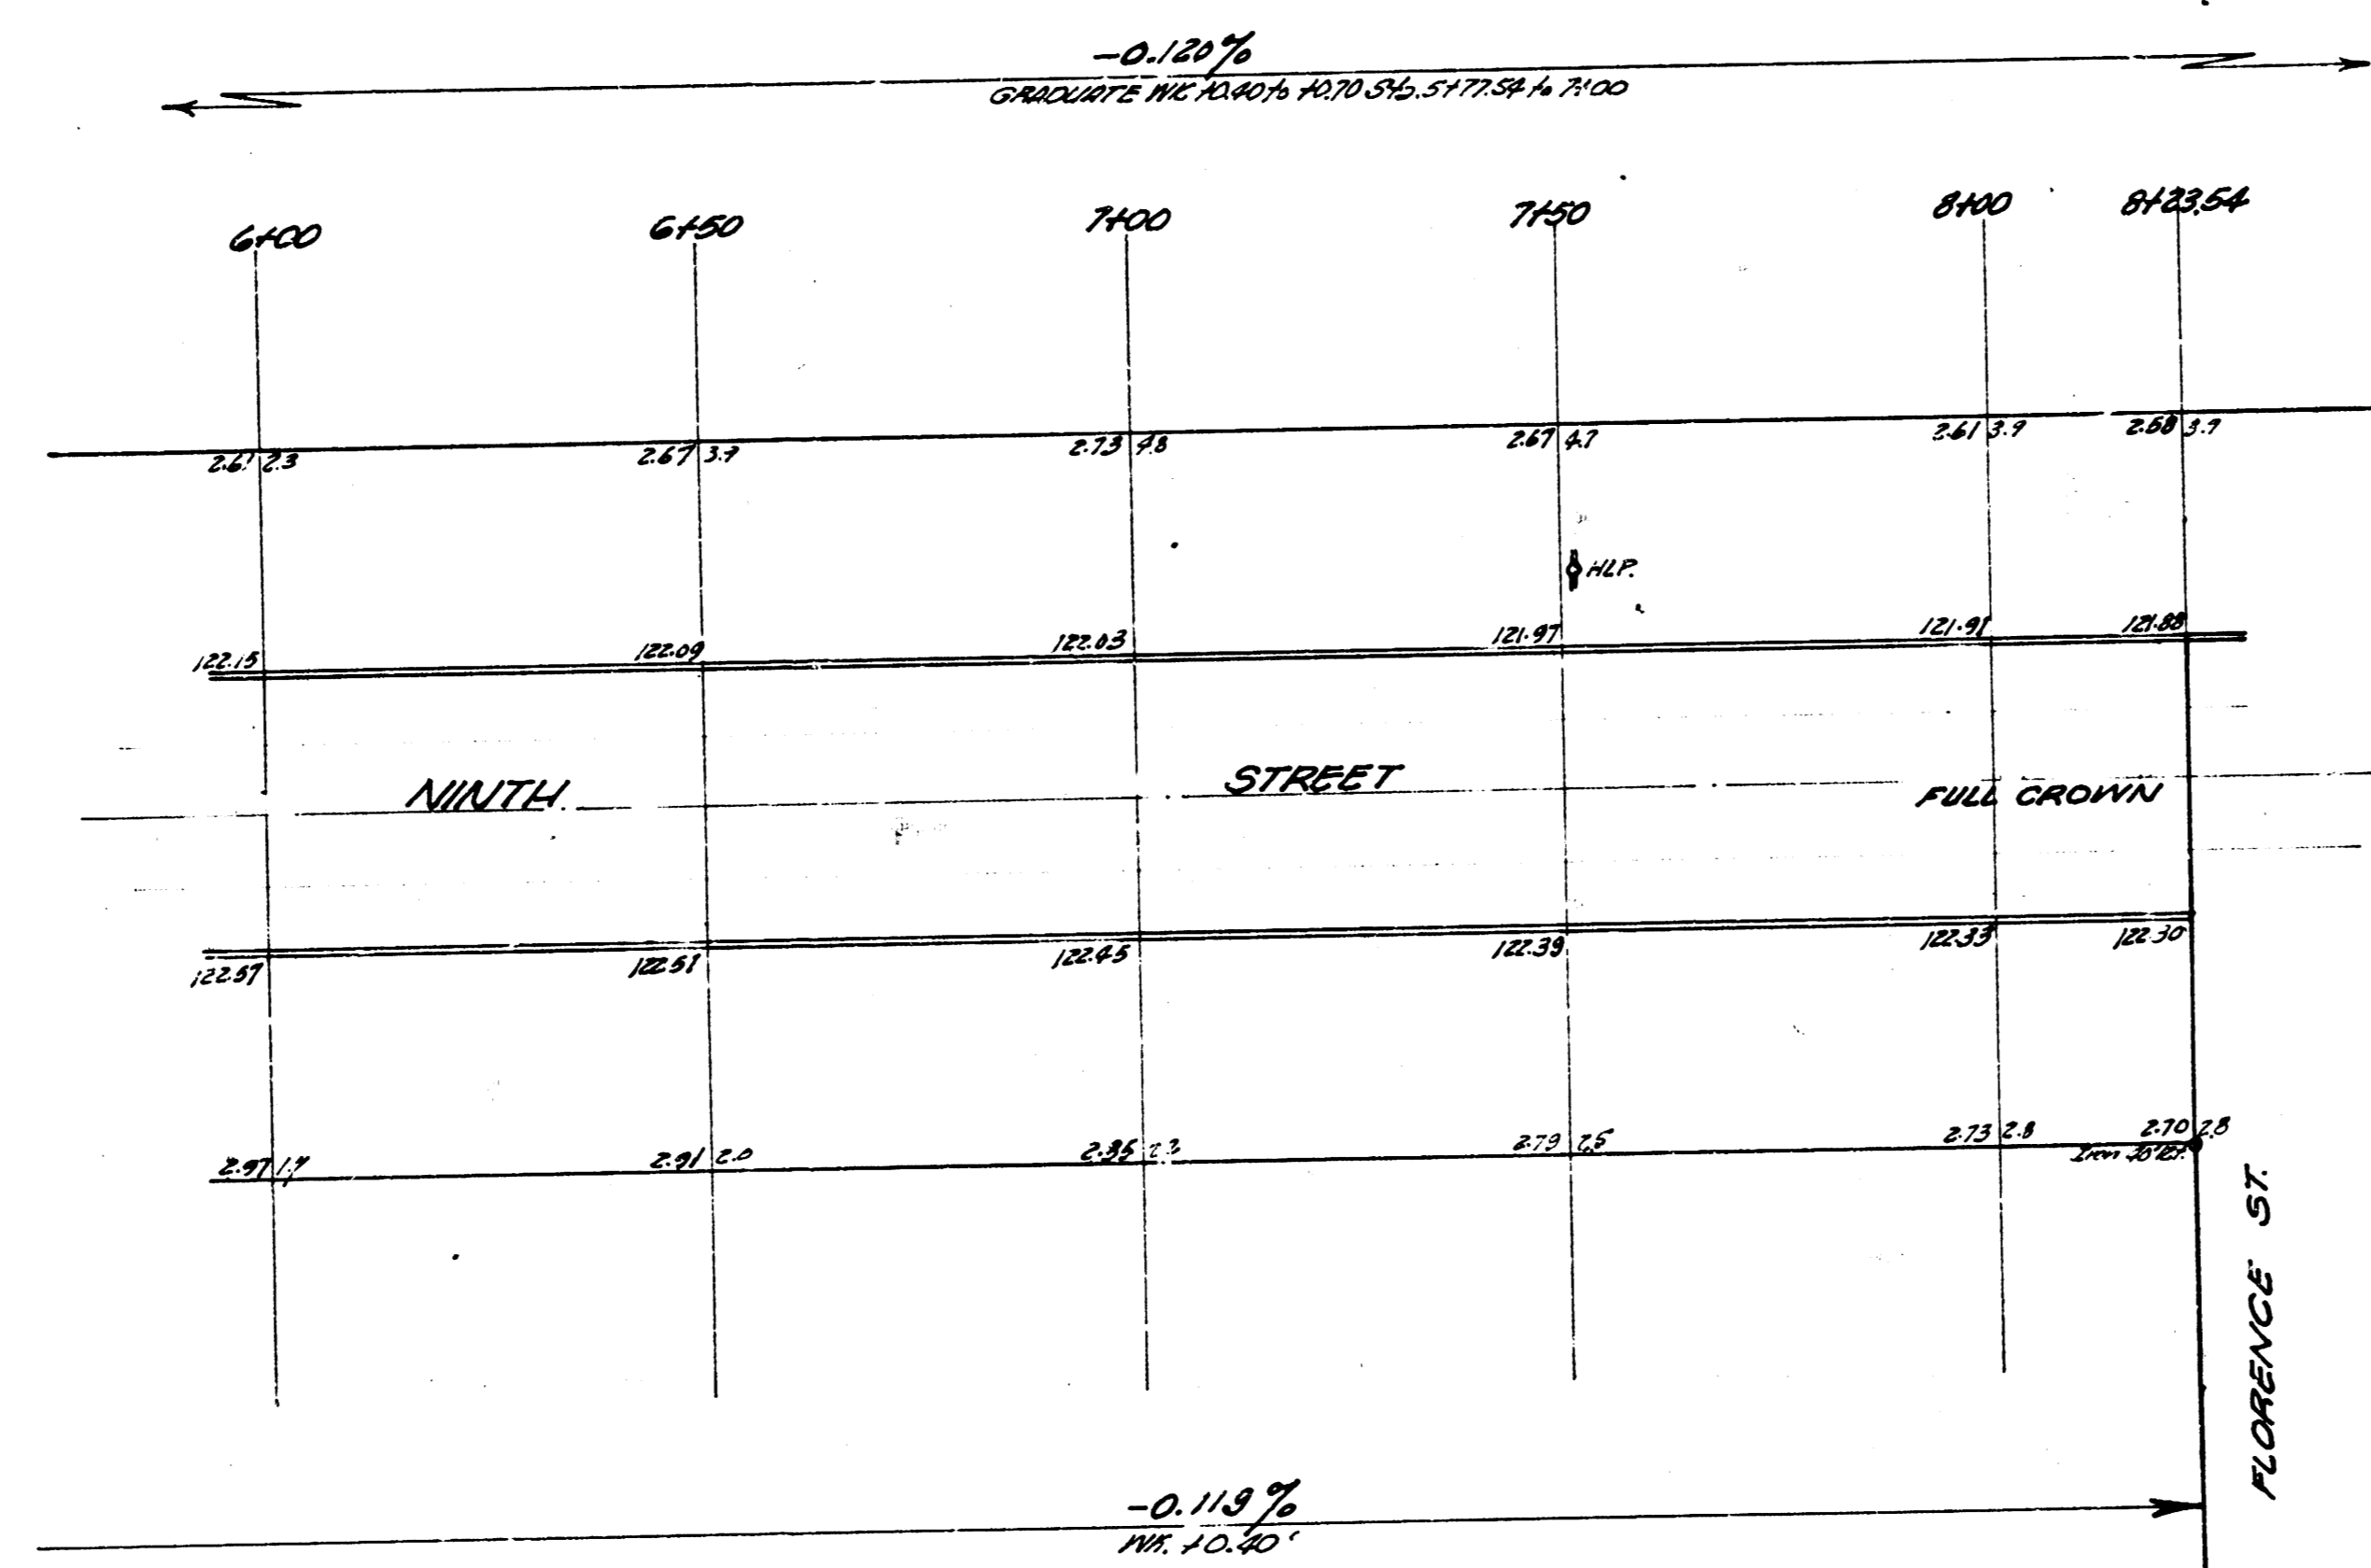 -0.120%
GRADUATE WK +0.40 to +0.70 Sta. 5+77.54 to 7+00
6+00 6+50 7+00 7+50 8+00 8+23.54
2.61 2.3 2.67 3.7 2.73 4.8 2.67 4.7 2.61 3.9 2.58 3.9
HLP.
122.15 122.09 122.03 121.97 121.91 121.88
NINTH STREET FULL CROWN
122.57 122.51 122.45 122.39 122.33 122.30
2.97 1.7 2.91 2.0 2.85 2.79 2.5 2.73 2.8 2.70 2.8
Iron
FLORENCE ST.
-0.119%
WK. +0.40'